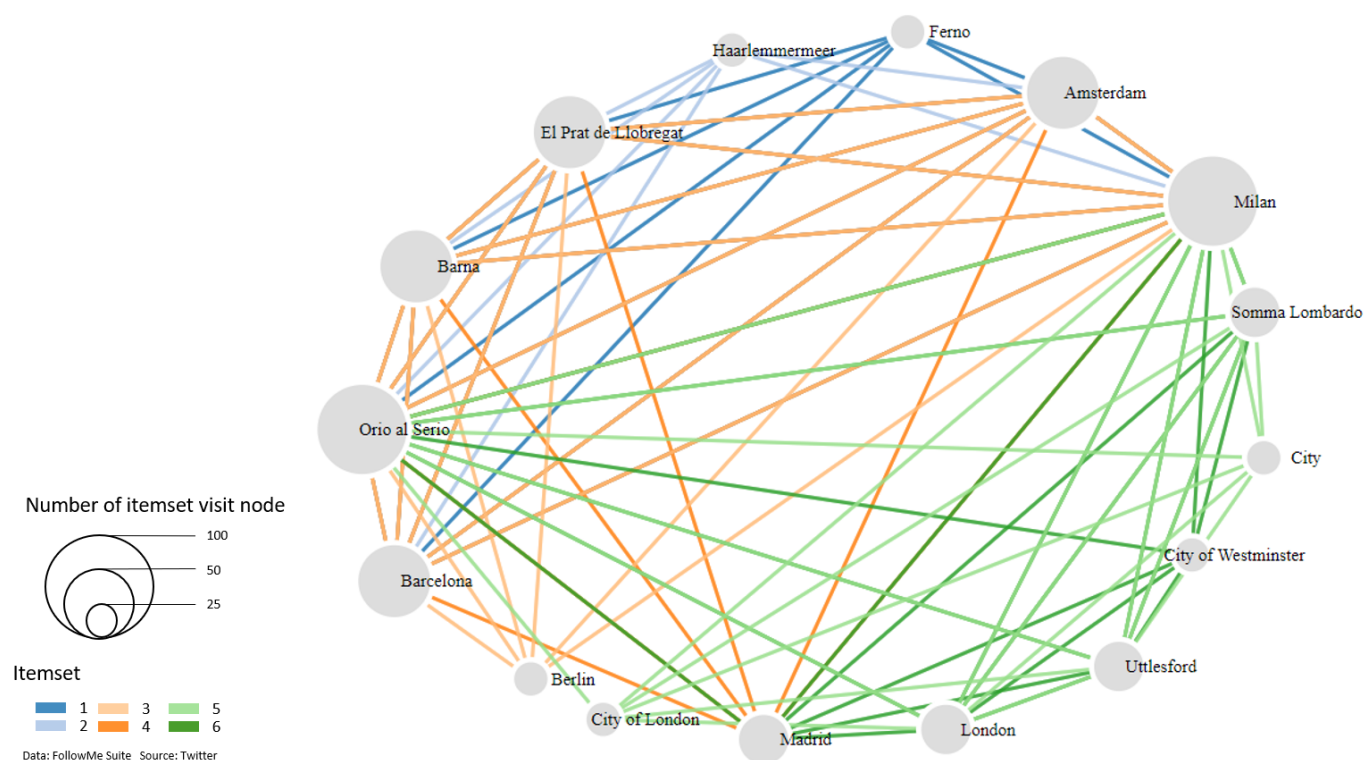 Ferno
Haarlemmermeer
Amsterdam
El Prat de Llobregat
Milan
Barna
Somma Lombardo
Orio al Serio
City
Number of itemset visit node
100
50
25
City of Westminster
Barcelona
Uttlesford
Berlin
City of London
London
Madrid
Itemset
1 3 5
2 4 6
Data: FollowMe Suite Source: Twitter